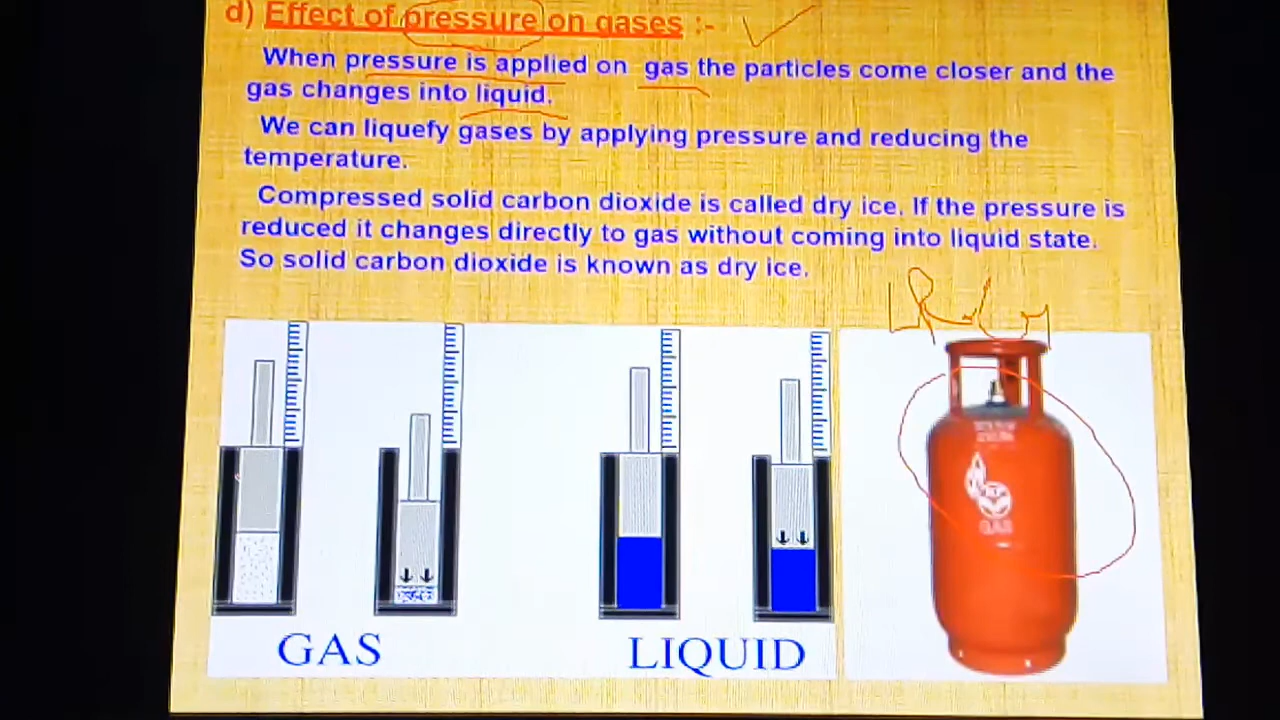 d) Effect of pressure on gases :-
When pressure is applied on gas the particles come closer and the
gas changes into liquid.
We can liquefy gases by applying pressure and reducing the
temperature.
Compressed solid carbon dioxide is called dry ice. If the pressure is
reduced it changes directly to gas without coming into liquid state.
So solid carbon dioxide is known as dry ice.
GAS
GAS
LIQUID